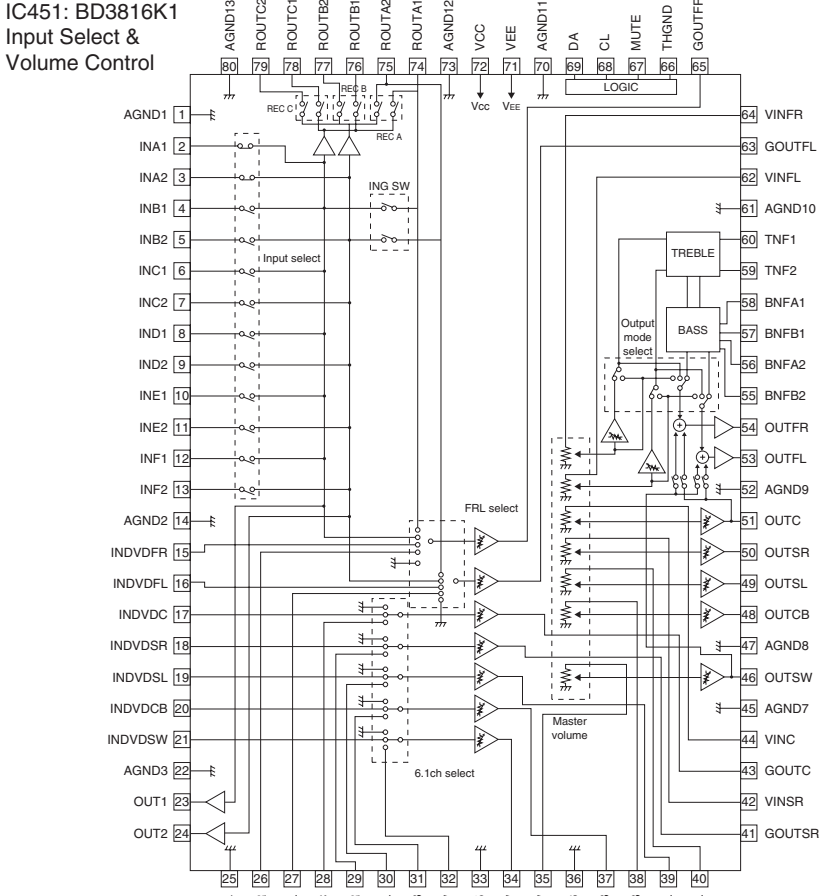 IC451: BD3816K1
Input Select &
Volume Control
AGND13
ROUTC2
ROUTC1
ROUTB2
ROUTB1
ROUTA2
ROUTA1
AGND12
VCC
VEE
AGND11
DA
CL
MUTE
THGND
GOUTFR
80 79 78 77 76 75 74 73 72 71 70 69 68 67 66 65
LOGIC
VCC
VEE
REC C
REC B
REC A
AGND1 1
INA1 2
INA2 3
INB1 4
INB2 5
INC1 6
INC2 7
IND1 8
IND2 9
INE1 10
INE2 11
INF1 12
INF2 13
AGND2 14
INDVDFR 15
INDVDFL 16
INDVDC 17
INDVDSR 18
INDVDSL 19
INDVDCB 20
INDVDSW 21
AGND3 22
OUT1 23
OUT2 24
ING SW
Input select
FRL select
6.1ch select
Master
volume
Output
mode
select
TREBLE
BASS
64 VINFR
63 GOUTFL
62 VINFL
61 AGND10
60 TNF1
59 TNF2
58 BNFA1
57 BNFB1
56 BNFA2
55 BNFB2
54 OUTFR
53 OUTFL
52 AGND9
51 OUTC
50 OUTSR
49 OUTSL
48 OUTCB
47 AGND8
46 OUTSW
45 AGND7
44 VINC
43 GOUTC
42 VINSR
41 GOUTSR
25 26 27 28 29 30 31 32 33 34 35 36 37 38 39 40